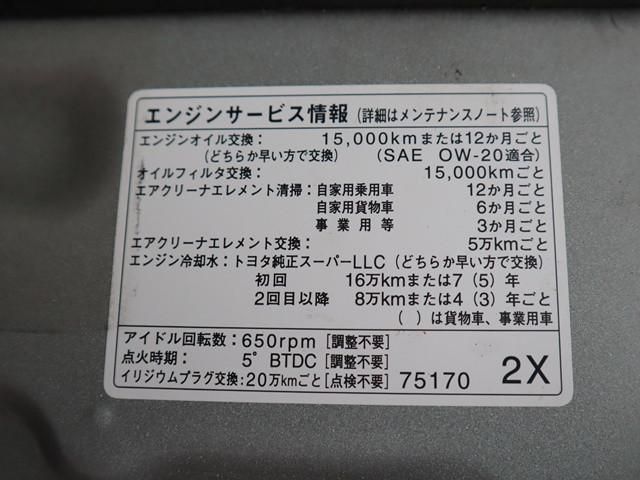 エンジンサービス情報（詳細はメンテナンスノート参照）
エンジンオイル交換： 15,000kmまたは12か月ごと
（どちらか早い方で交換） （SAE OW-20適合）
オイルフィルタ交換： 15,000kmごと
エアクリーナエレメント清掃：自家用乗用車 12か月ごと
自家用貨物車 6か月ごと
事業用等 3か月ごと
エアクリーナエレメント交換： 5万kmごと
エンジン冷却水：トヨタ純正スーパーLLC（どちらか早い方で交換）
初回 16万kmまたは7（5）年
2回目以降 8万kmまたは4（3）年ごと
（ ）は貨物車、事業用車
アイドル回転数：650rpm［調整不要］
点火時期： 5° BTDC［調整不要］
イリジウムプラグ交換：20万kmごと［点検不要］ 75170 2X